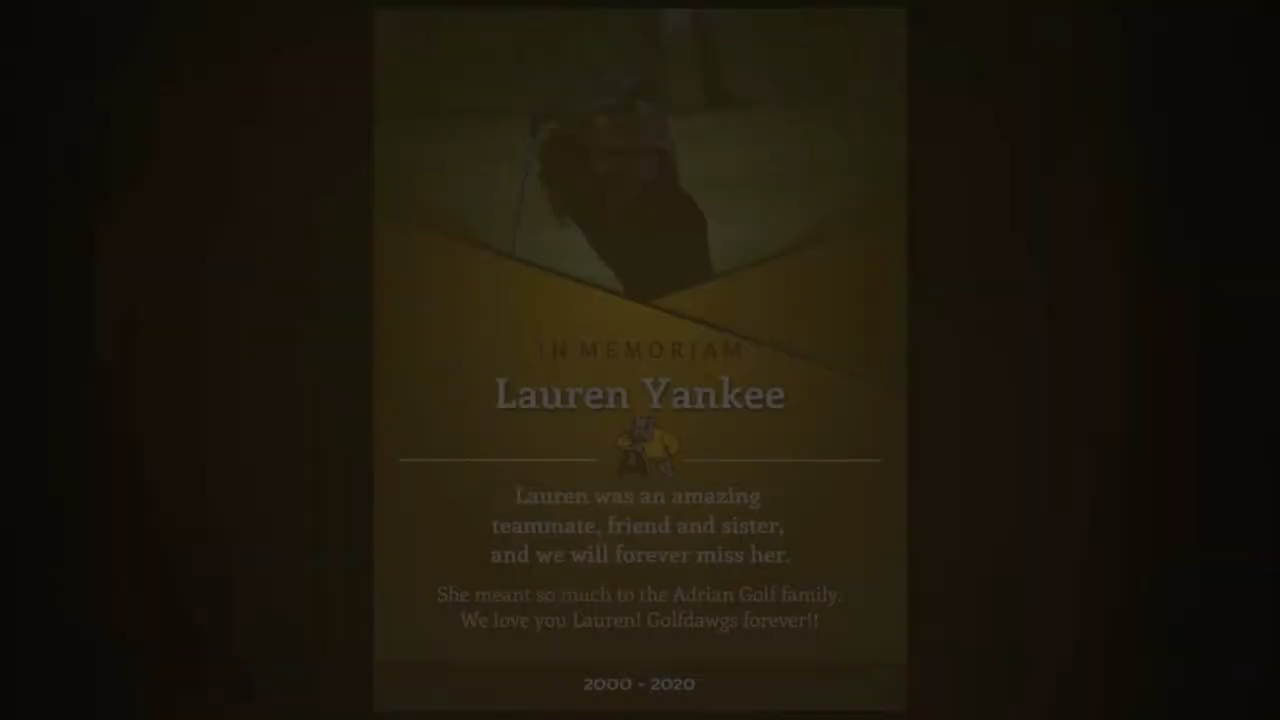 IN MEMORIAM
Lauren Yankee
Lauren was an amazing
teammate, friend and sister,
and we will forever miss her.
She meant so much to the Adrian Golf family.
We love you Lauren! Golfdawgs forever!!
2000 - 2020